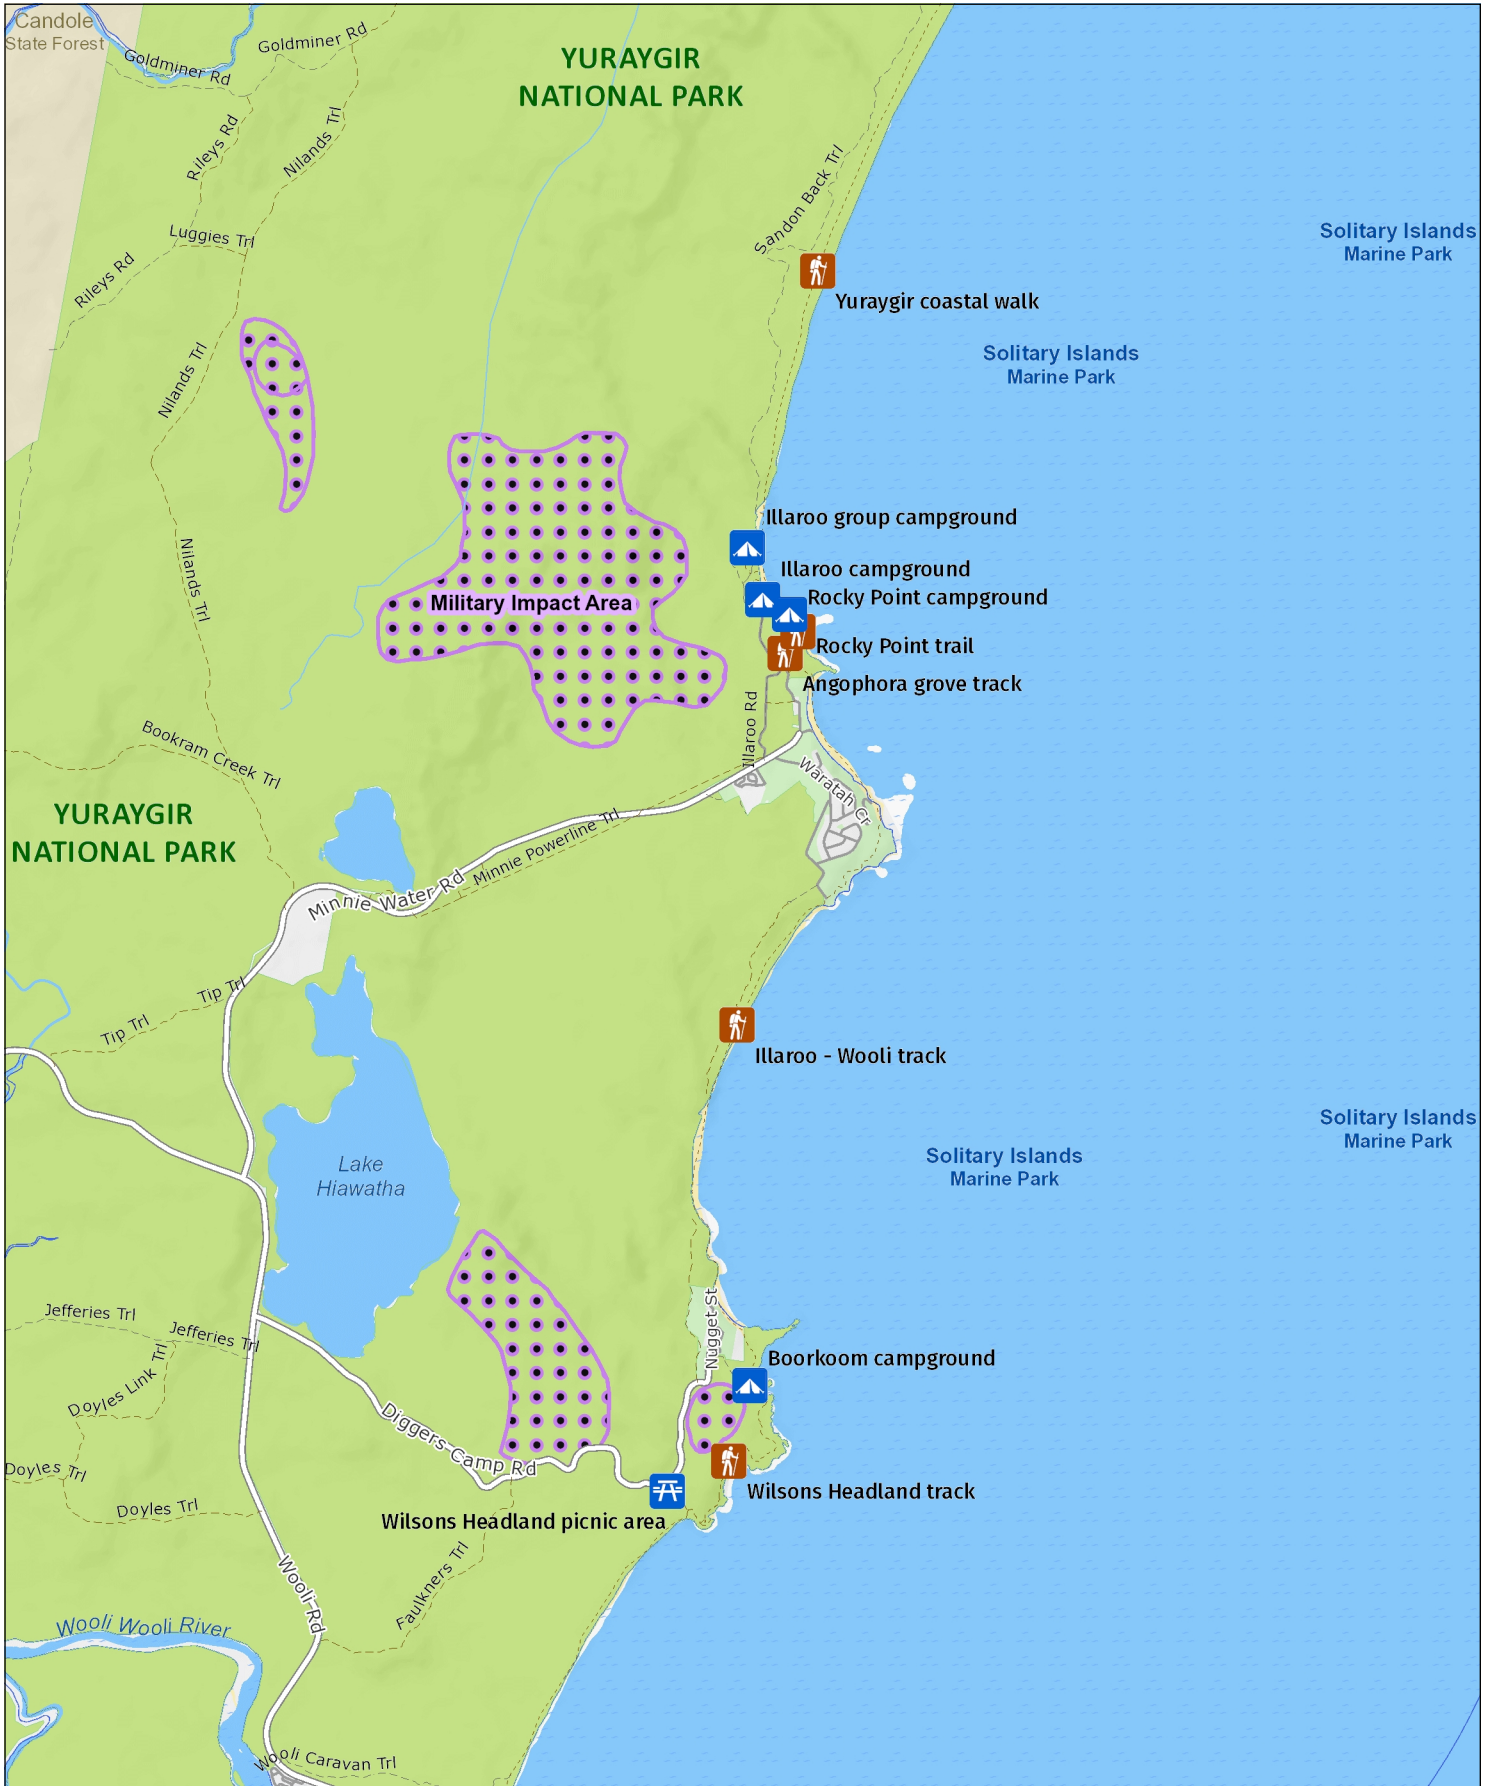 Candole
State Forest
Goldminer Rd
Goldminer Rd
YURAYGIR
NATIONAL PARK
Rileys Rd
Nilands Trl
Sandon Back Trl
Luggies Trl
Solitary Islands
Marine Park
Rileys Rd
Yuraygir coastal walk
Nilands Trl
Solitary Islands
Marine Park
Illaroo group campground
Nilands Trl
Illaroo campground
Rocky Point campground
Military Impact Area
Rocky Point trail
Angophora grove track
Illaroo Rd
Bookram Creek Trl
Waratah Cr
YURAYGIR
NATIONAL PARK
Minnie Powerline Trl
Minnie Water Rd
Tip Trl
Tip Trl
Illaroo - Wooli track
Solitary Islands
Marine Park
Lake
Hiawatha
Solitary Islands
Marine Park
Jefferies Trl
Jefferies Trl
Nugget St
Boorkoom campground
Doyles Link Trl
Diggers Camp Rd
Doyles Trl
Wilsons Headland track
Doyles Trl
Wilsons Headland picnic area
Faulkners Trl
Wooli Rd
Wooli Wooli River
Wooli Caravan Trl